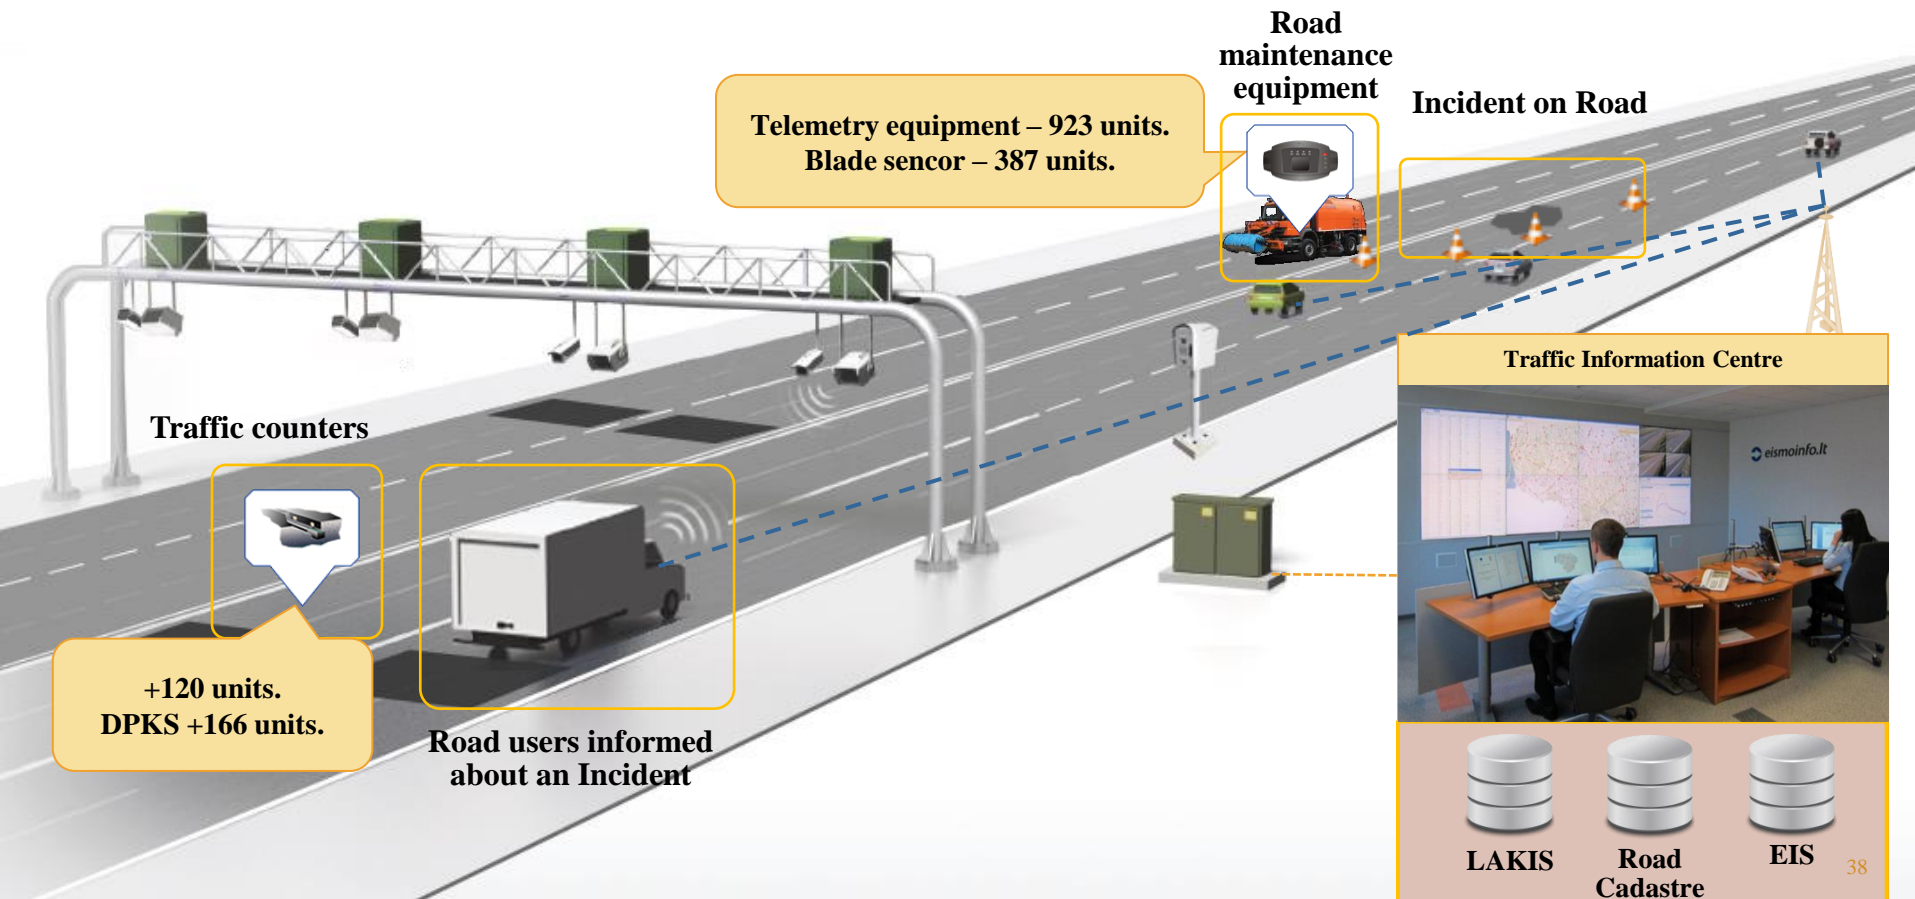 Road
maintenance
equipment
Incident on Road
Telemetry equipment – 923 units.
Blade sencor – 387 units.
Traffic Information Centre
eismoinfo.lt
Traffic counters
+120 units.
DPKS +166 units.
Road users informed
about an Incident
LAKIS
Road
Cadastre
EIS
38